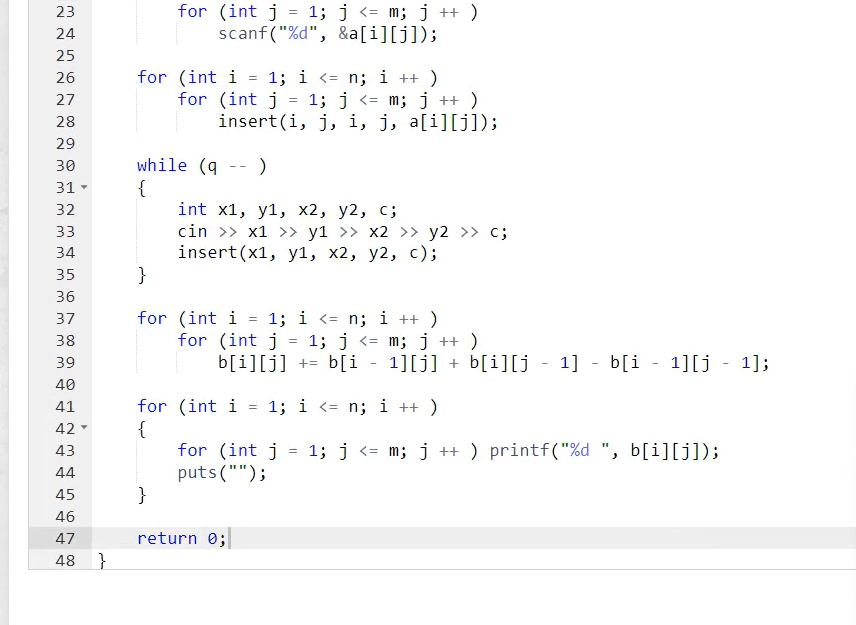 23 for (int j = 1; j <= m; j ++ )
24 scanf("%d", &a[i][j]);
25
26 for (int i = 1; i <= n; i ++ )
27 for (int j = 1; j <= m; j ++ )
28 insert(i, j, i, j, a[i][j]);
29
30 while (q -- )
31 {
32 int x1, y1, x2, y2, c;
33 cin >> x1 >> y1 >> x2 >> y2 >> c;
34 insert(x1, y1, x2, y2, c);
35 }
36
37 for (int i = 1; i <= n; i ++ )
38 for (int j = 1; j <= m; j ++ )
39 b[i][j] += b[i - 1][j] + b[i][j - 1] - b[i - 1][j - 1];
40
41 for (int i = 1; i <= n; i ++ )
42 {
43 for (int j = 1; j <= m; j ++ ) printf("%d ", b[i][j]);
44 puts("");
45 }
46
47 return 0;
48 }